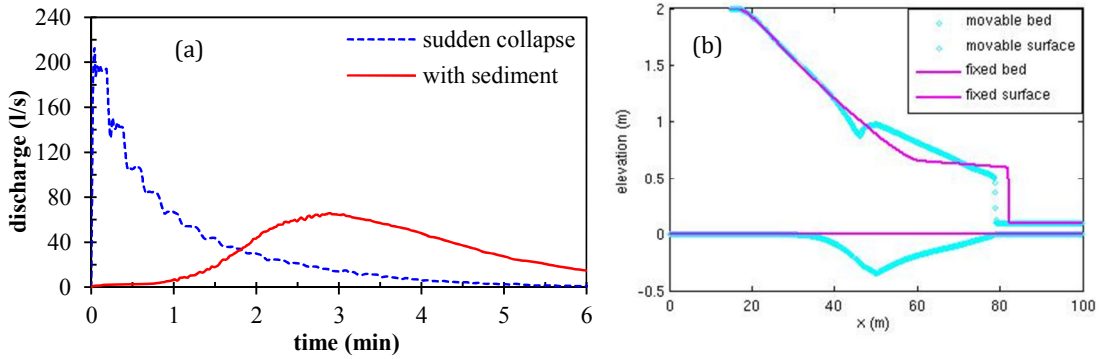 (a)
sudden collapse
with sediment
discharge (l/s)
240
200
160
120
80
40
0
0 1 2 3 4 5 6
time (min)
(b)
movable bed
movable surface
fixed bed
fixed surface
elevation (m)
2
1.5
1
0.5
0
-0.5
0 20 40 60 80 100
x (m)